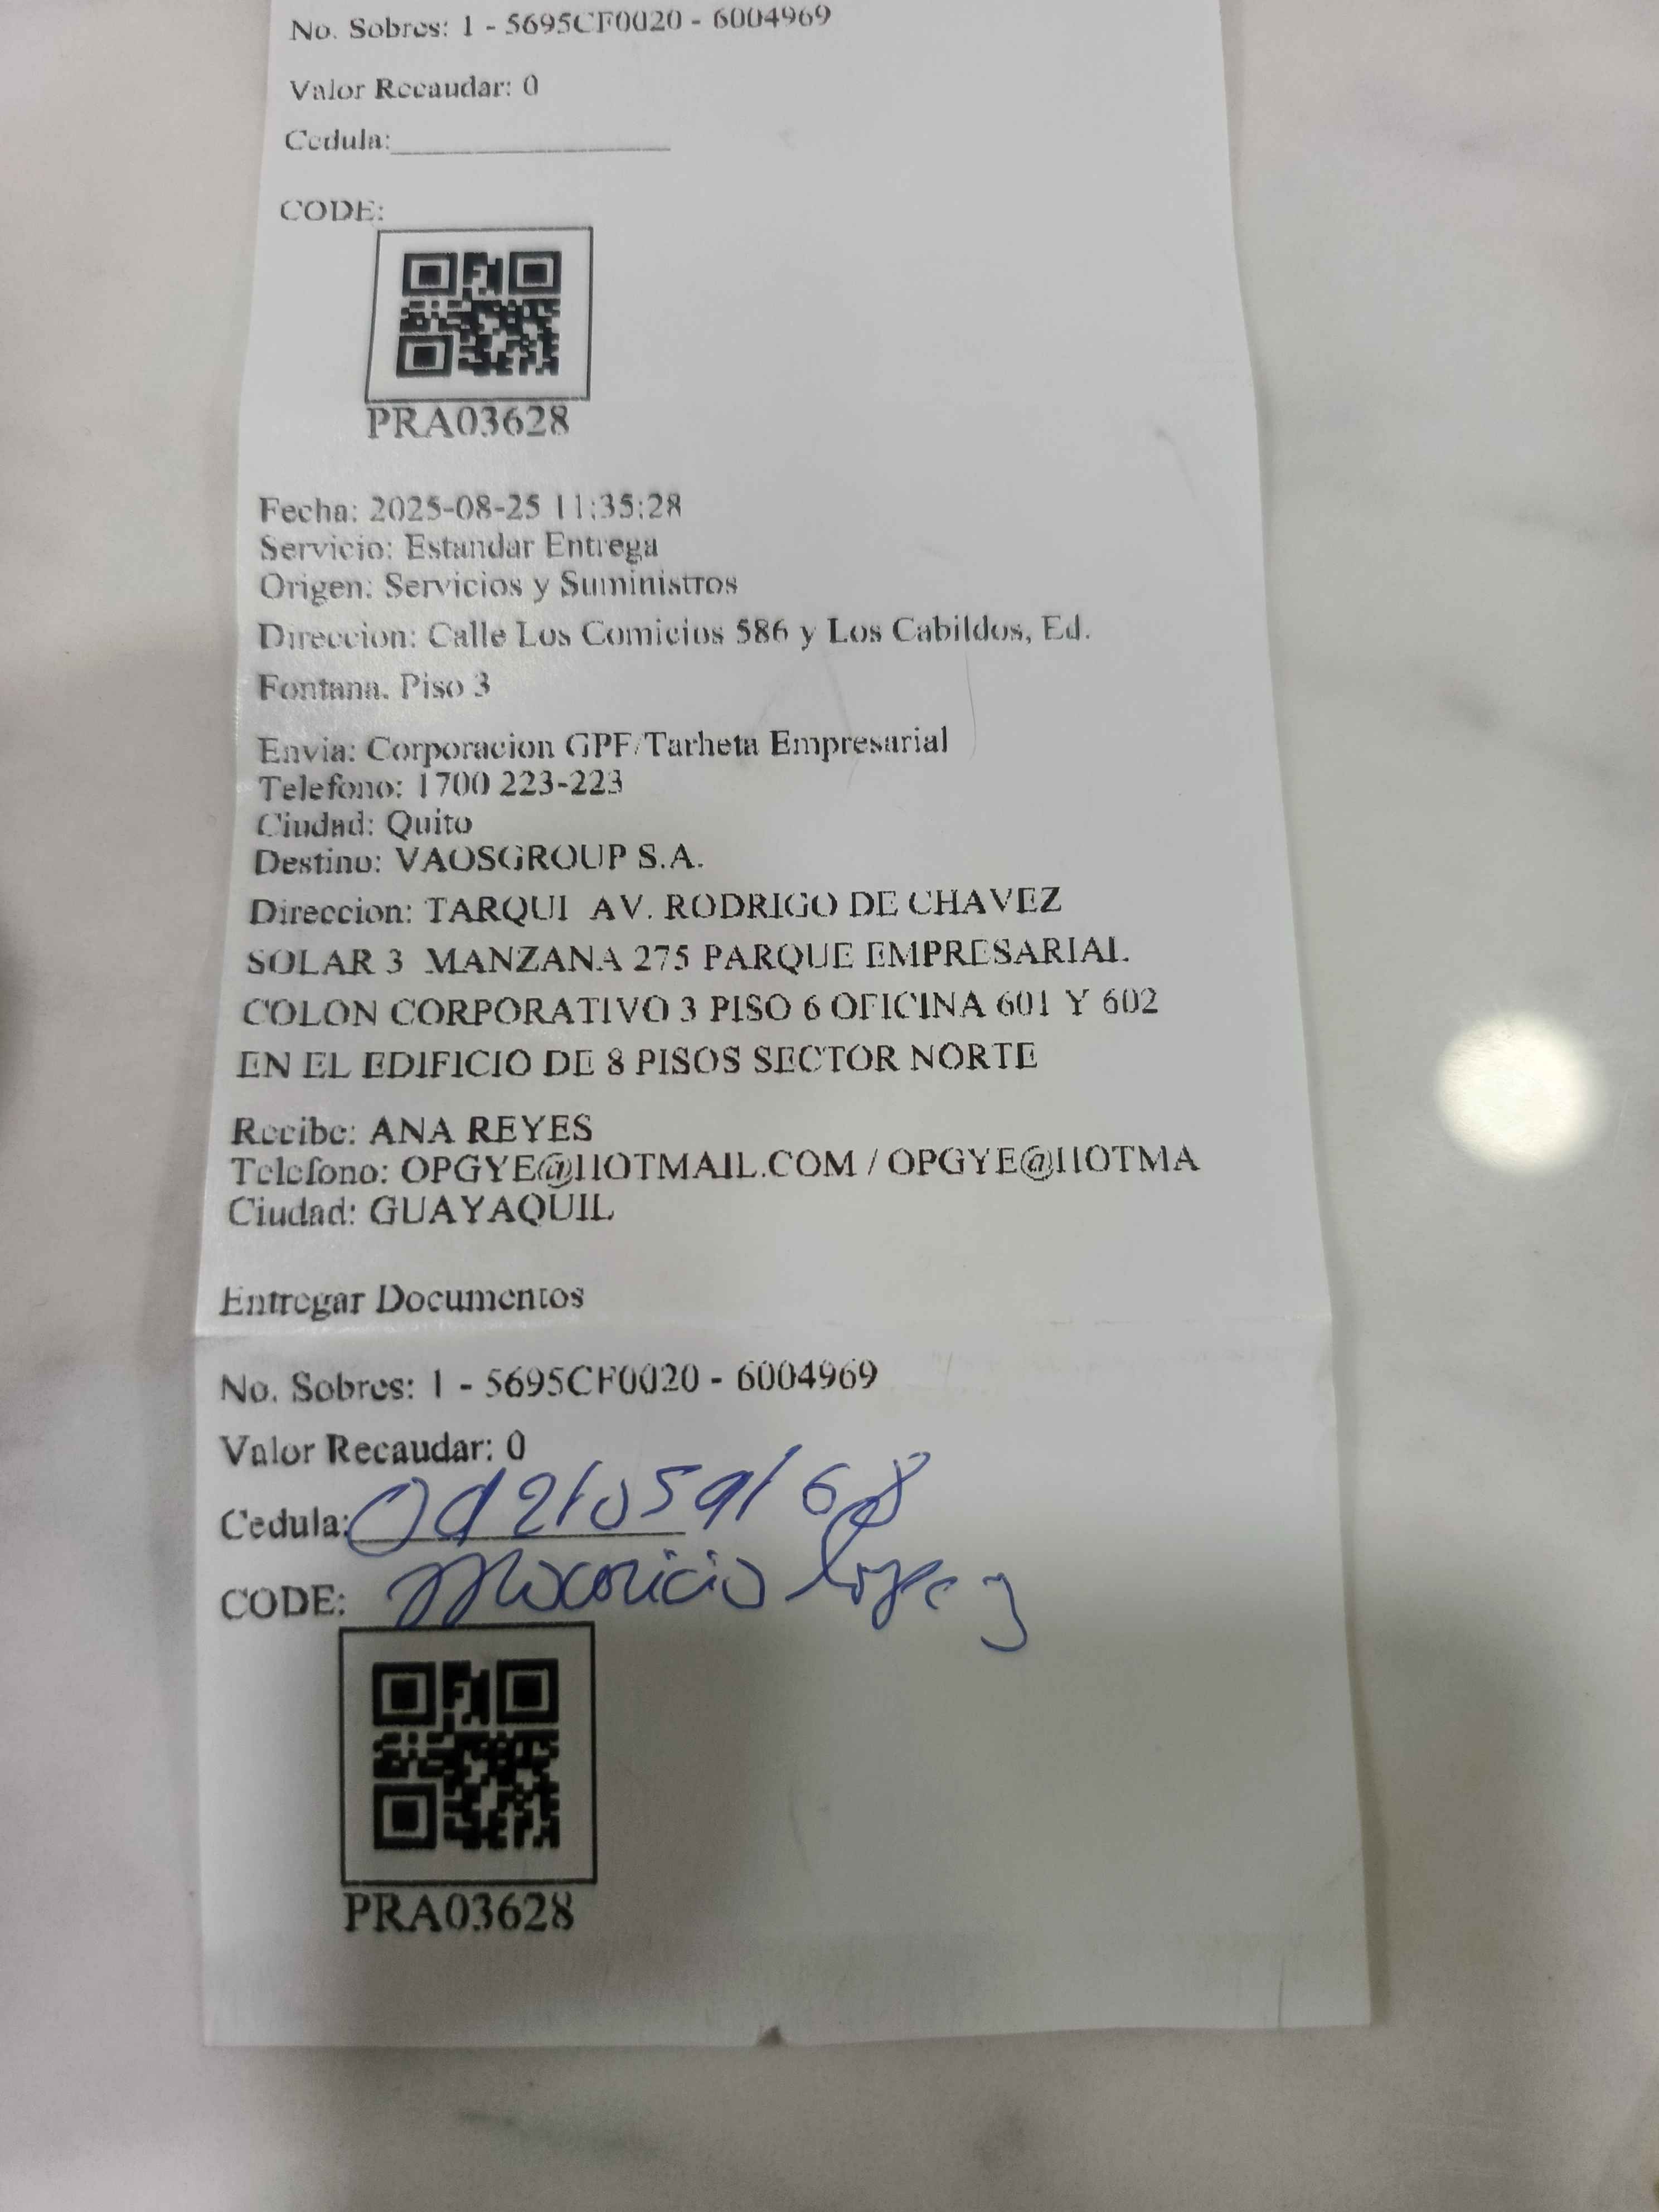 No. Sobres: 1 - 5695CF0020 - 6004969
Valor Recaudar: 0
Cedula:
CODE:
PRA03628
Fecha: 2025-08-25 11:35:28
Servicio: Estandar Entrega
Origen: Servicios y Suministros
Direccion: Calle Los Comicios 586 y Los Cabildos, Ed.
Fontana. Piso 3
Envia: Corporacion GPF/Tarheta Empresarial
Telefono: 1700 223-223
Ciudad: Quito
Destino: VAOSGROUP S.A.
Direccion: TARQUI AV. RODRIGO DE CHAVEZ
SOLAR 3 MANZANA 275 PARQUE EMPRESARIAL
COLON CORPORATIVO 3 PISO 6 OFICINA 601 Y 602
EN EL EDIFICIO DE 8 PISOS SECTOR NORTE
Recibe: ANA REYES
Telefono: OPGYE@HOTMAIL.COM / OPGYE@HOTMA
Ciudad: GUAYAQUIL
Entregar Documentos
No. Sobres: 1 - 5695CF0020 - 6004969
Valor Recaudar: 0
Cedula: 0921059168
CODE: Mauricio Lopez
PRA03628